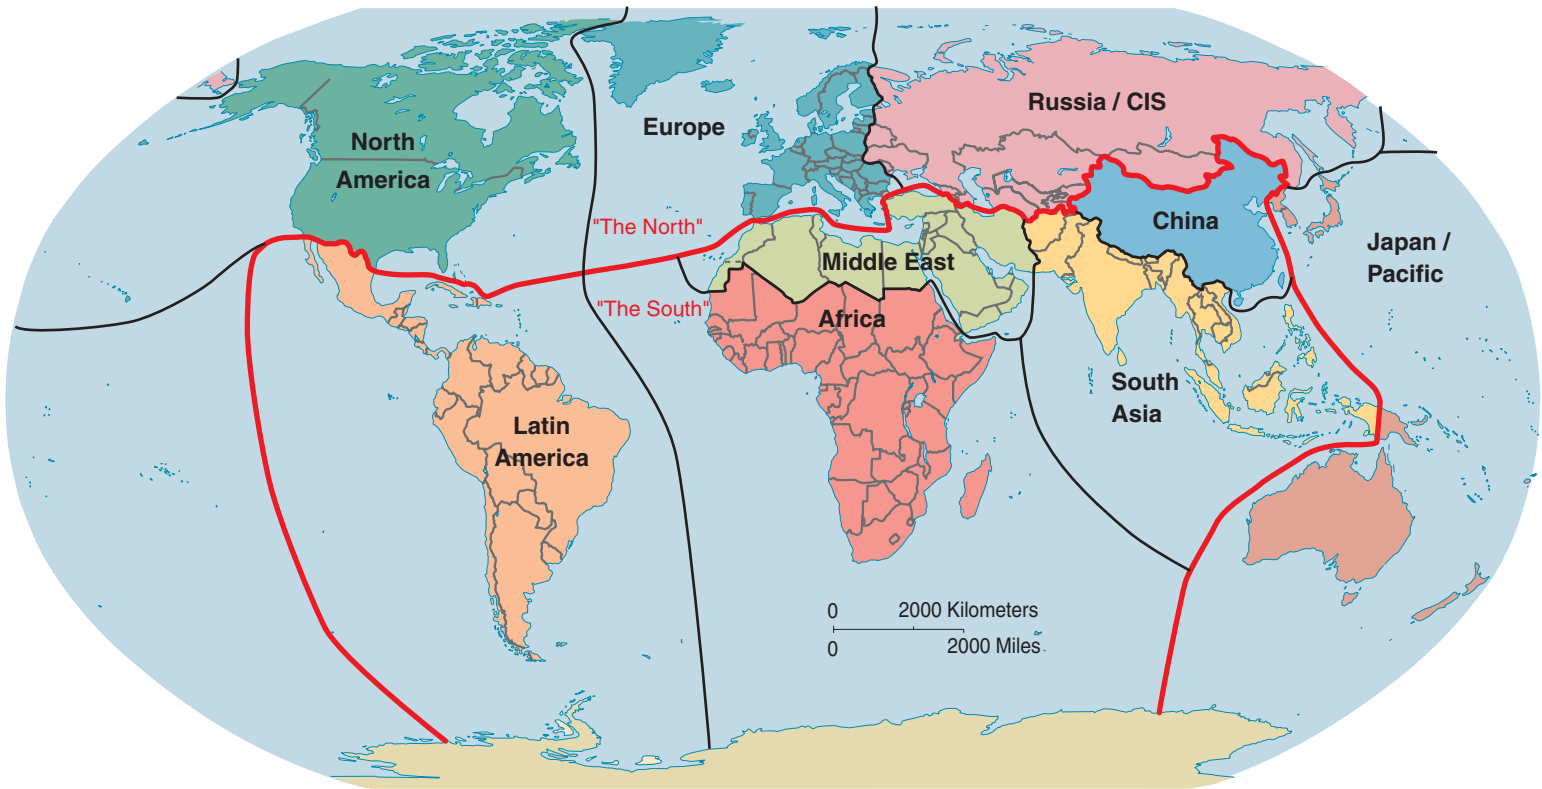 Russia / CIS
Europe
North
America
China
"The North"
Japan /
Pacific
Middle East
"The South"
Africa
South
Asia
Latin
America
0 2000 Kilometers
0 2000 Miles